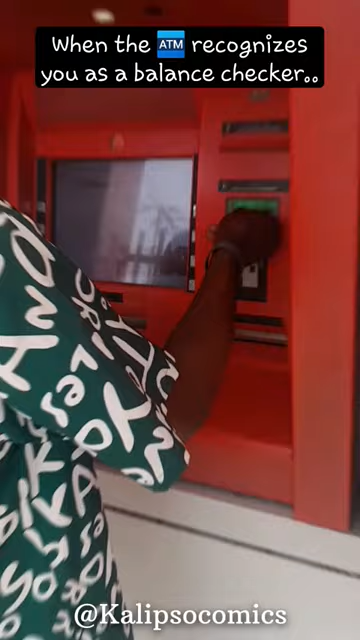 When the 🏧 recognizes
you as a balance checker..
@Kalipsocomics